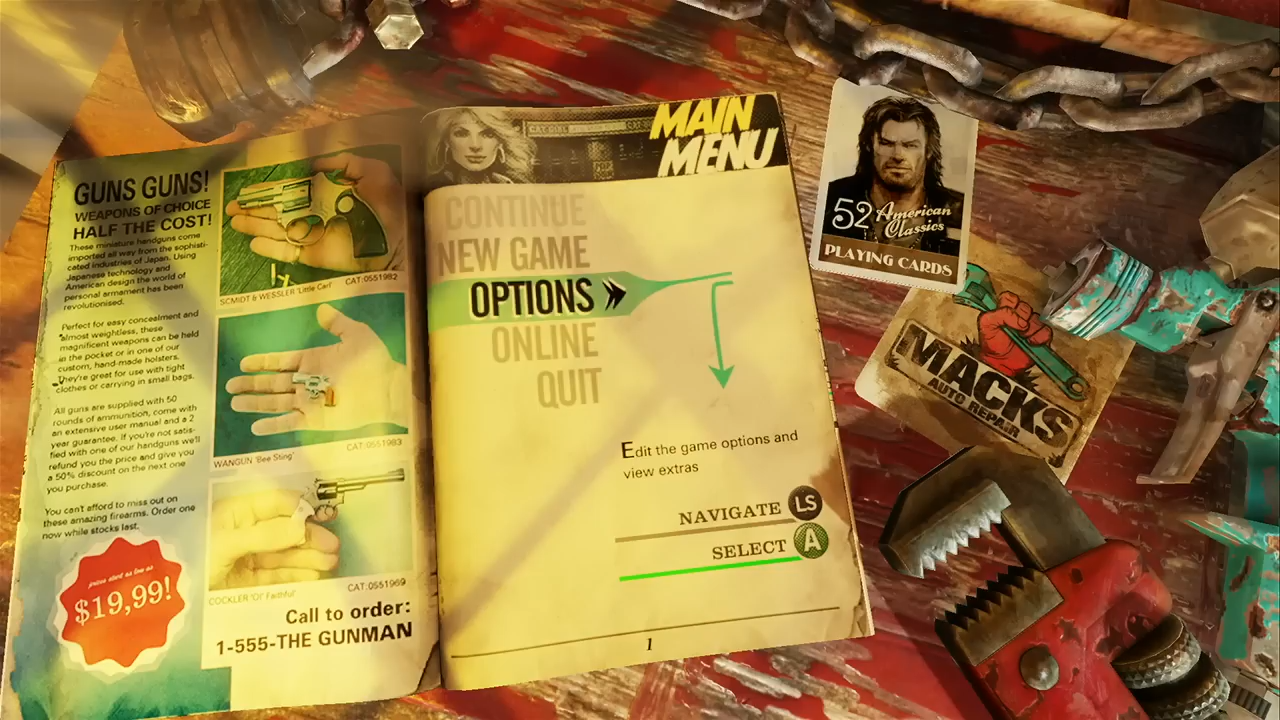 GUNS GUNS!
WEAPONS OF CHOICE
HALF THE COST!
These miniature handguns come
imported all way from the sophisti-
cated industries of Japan. Using
Japanese technology and
American design the world of
personal armament has been
revolutionised.
Perfect for easy concealment and
almost weightless, these
magnificent weapons can be held
in the pocket or in one of our
custom, hand-made holsters.
They're great for use with tight
clothes or carrying in small bags.
All guns are supplied with 50
rounds of ammunition, come with
an extensive user manual and a 2
year guarantee. If you're not satis-
fied with one of our handguns we'll
refund you the price and give you
a 50% discount on the next one
you purchase.
You can't afford to miss out on
these amazing firearms. Order one
now while stocks last.
$19,99!
CAT:0551982
SCMIDT & WESSLER 'Little Carl'
CAT:0551983
WANGUN 'Bee Sting'
CAT:0551969
COCKLER 'Ol' Faithful'
Call to order:
1-555-THE GUNMAN
MAIN
MENU
CONTINUE
NEW GAME
OPTIONS
ONLINE
QUIT
Edit the game options and
view extras
NAVIGATE LS
SELECT A
1
52 American
Classics
PLAYING CARDS
MACKS
AUTO REPAIR